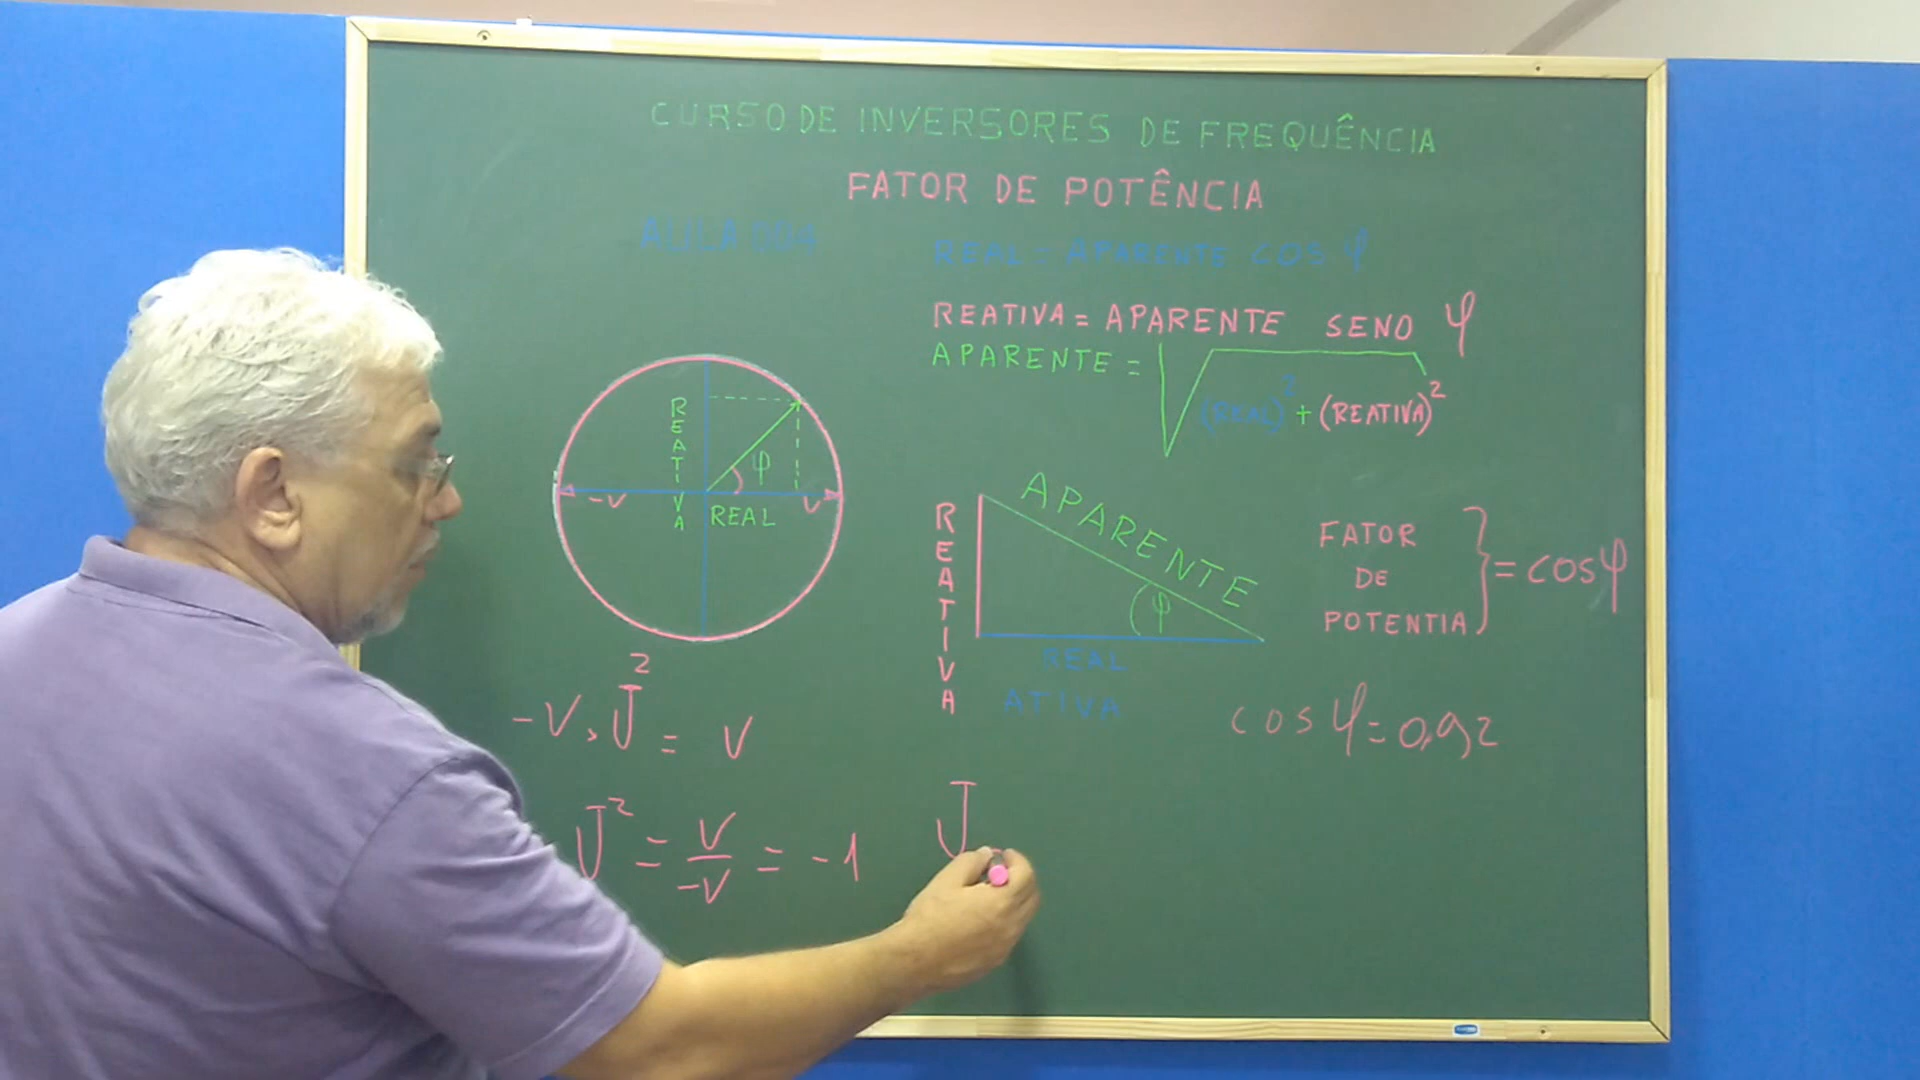 CURSO DE INVERSORES DE FREQUÊNCIA
FATOR DE POTÊNCIA
AULA 004
REAL = APARENTE COS φ
REATIVA = APARENTE SENO φ
APARENTE = √(REAL)² + (REATIVA)²
REATIVA
φ
-V
REAL
V
REATIVA
APARENTE
φ
REAL
ATIVA
FATOR
DE
POTENTIA
} = COSφ
-V . J² = V
COS φ = 0,92
J² = V/-V = -1
J